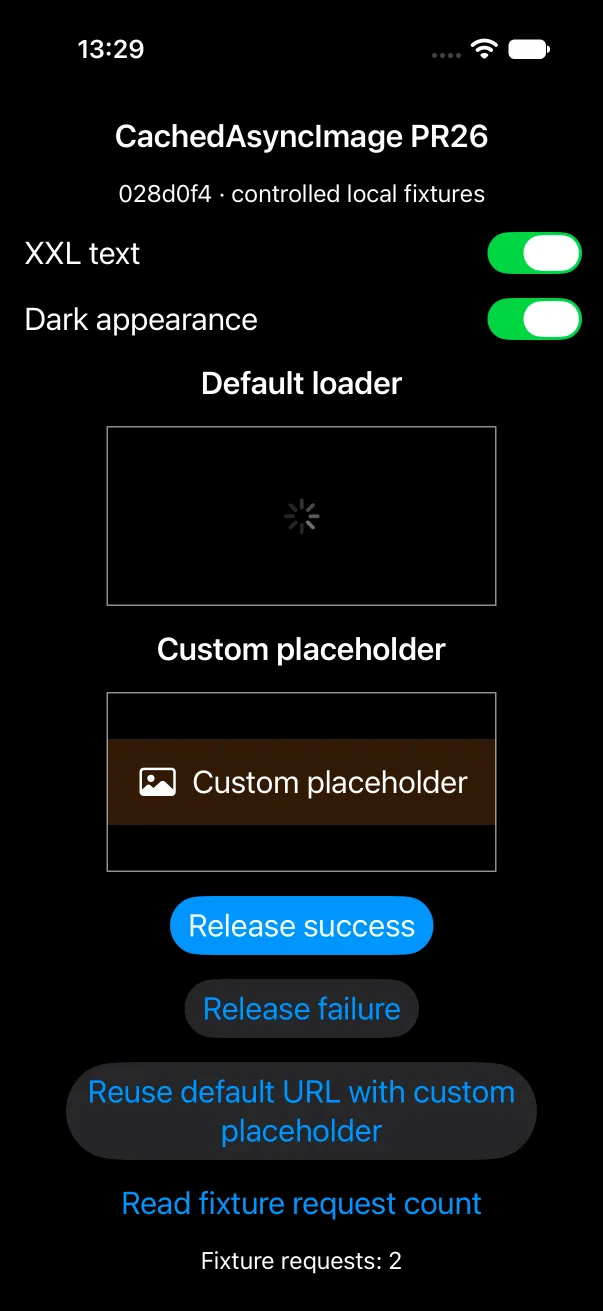 13:29
CachedAsyncImage PR26
028d0f4 · controlled local fixtures
XXL text
Dark appearance
Default loader
Custom placeholder
Custom placeholder
Release success
Release failure
Reuse default URL with custom
placeholder
Read fixture request count
Fixture requests: 2